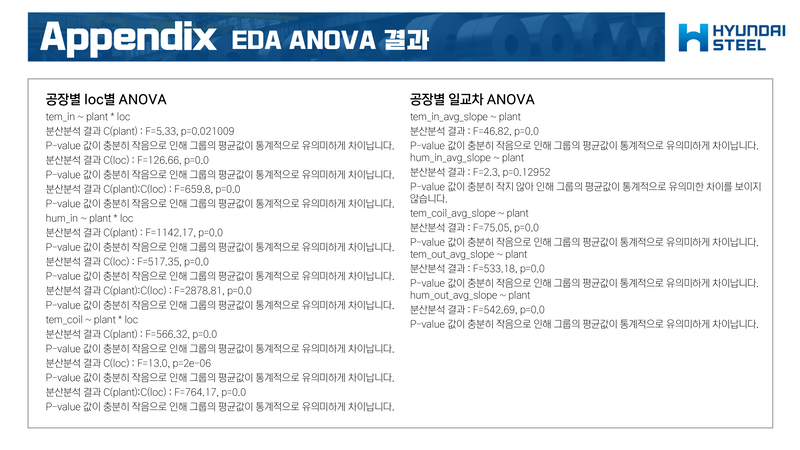 Appendix EDA ANOVA 결과
HYUNDAI
STEEL
공장별 loc별 ANOVA
tem_in ~ plant * loc
분산분석 결과 C(plant) : F=5.33, p=0.021009
P-value 값이 충분히 작음으로 인해 그룹의 평균값이 통계적으로 유의미하게 차이납니다.
분산분석 결과 C(loc) : F=126.66, p=0.0
P-value 값이 충분히 작음으로 인해 그룹의 평균값이 통계적으로 유의미하게 차이납니다.
분산분석 결과 C(plant):C(loc) : F=659.8, p=0.0
P-value 값이 충분히 작음으로 인해 그룹의 평균값이 통계적으로 유의미하게 차이납니다.
hum_in ~ plant * loc
분산분석 결과 C(plant) : F=1142.17, p=0.0
P-value 값이 충분히 작음으로 인해 그룹의 평균값이 통계적으로 유의미하게 차이납니다.
분산분석 결과 C(loc) : F=517.35, p=0.0
P-value 값이 충분히 작음으로 인해 그룹의 평균값이 통계적으로 유의미하게 차이납니다.
분산분석 결과 C(plant):C(loc) : F=2878.81, p=0.0
P-value 값이 충분히 작음으로 인해 그룹의 평균값이 통계적으로 유의미하게 차이납니다.
tem_coil ~ plant * loc
분산분석 결과 C(plant) : F=566.32, p=0.0
P-value 값이 충분히 작음으로 인해 그룹의 평균값이 통계적으로 유의미하게 차이납니다.
분산분석 결과 C(loc) : F=13.0, p=2e-06
P-value 값이 충분히 작음으로 인해 그룹의 평균값이 통계적으로 유의미하게 차이납니다.
분산분석 결과 C(plant):C(loc) : F=764.17, p=0.0
P-value 값이 충분히 작음으로 인해 그룹의 평균값이 통계적으로 유의미하게 차이납니다.
공장별 일교차 ANOVA
tem_in_avg_slope ~ plant
분산분석 결과 : F=46.82, p=0.0
P-value 값이 충분히 작음으로 인해 그룹의 평균값이 통계적으로 유의미하게 차이납니다.
hum_in_avg_slope ~ plant
분산분석 결과 : F=2.3, p=0.12952
P-value 값이 충분히 작지 않아 인해 그룹의 평균값이 통계적으로 유의미한 차이를 보이지
않습니다.
tem_coil_avg_slope ~ plant
분산분석 결과 : F=75.05, p=0.0
P-value 값이 충분히 작음으로 인해 그룹의 평균값이 통계적으로 유의미하게 차이납니다.
tem_out_avg_slope ~ plant
분산분석 결과 : F=533.18, p=0.0
P-value 값이 충분히 작음으로 인해 그룹의 평균값이 통계적으로 유의미하게 차이납니다.
hum_out_avg_slope ~ plant
분산분석 결과 : F=542.69, p=0.0
P-value 값이 충분히 작음으로 인해 그룹의 평균값이 통계적으로 유의미하게 차이납니다.